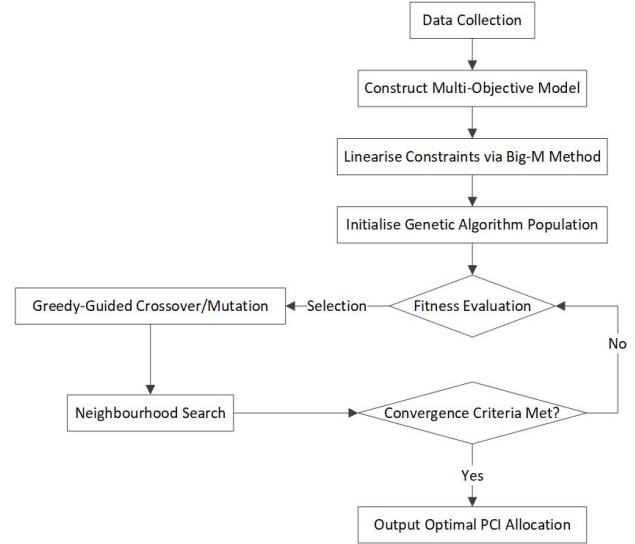 Data Collection
Construct Multi-Objective Model
Linearise Constraints via Big-M Method
Initialise Genetic Algorithm Population
Fitness Evaluation
Selection
Greedy-Guided Crossover/Mutation
Neighbourhood Search
Convergence Criteria Met?
No
Yes
Output Optimal PCI Allocation